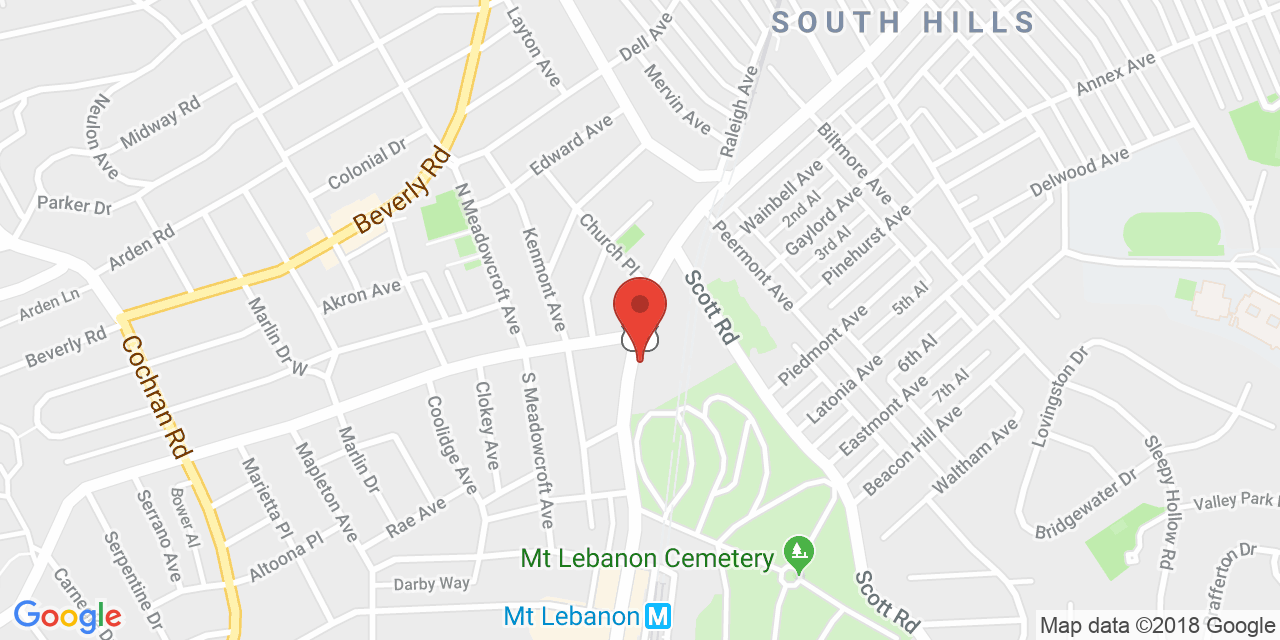 SOUTH HILLS
Layton Ave
Dell Ave
Mervin Ave
Raleigh Ave
Annex Ave
Neulon Ave
Midway Rd
Colonial Dr
Beverly Rd
Edward Ave
Biltmore Ave
Delwood Ave
Wainbell Ave
2nd Al
Gaylord Ave
3rd Al
Pinehurst Ave
Parker Dr
Arden Rd
N Meadowcroft Ave
Kenmont Ave
Church Pl
Peermont Ave
Scott Rd
Akron Ave
Arden Ln
Beverly Rd
Marlin Dr W
5th Al
Piedmont Ave
6th Al
Latonia Ave
7th Al
Eastmont Ave
Beacon Hill Ave
Waltham Ave
Lovingston Dr
Cochran Rd
Coolidge Ave
Clokey Ave
S Meadowcroft Ave
Marlin Dr
Mapleton Ave
Marietta Pl
Bower Al
Serrano Ave
Serpentine Dr
Rae Ave
Altoona Pl
Darby Way
Bridgewater Dr
Sleepy Hollow Rd
Valley Park
rafferton Dr
Mt Lebanon Cemetery
Mt Lebanon M
Scott Rd
Carne
Google
Map data ©2018 Google